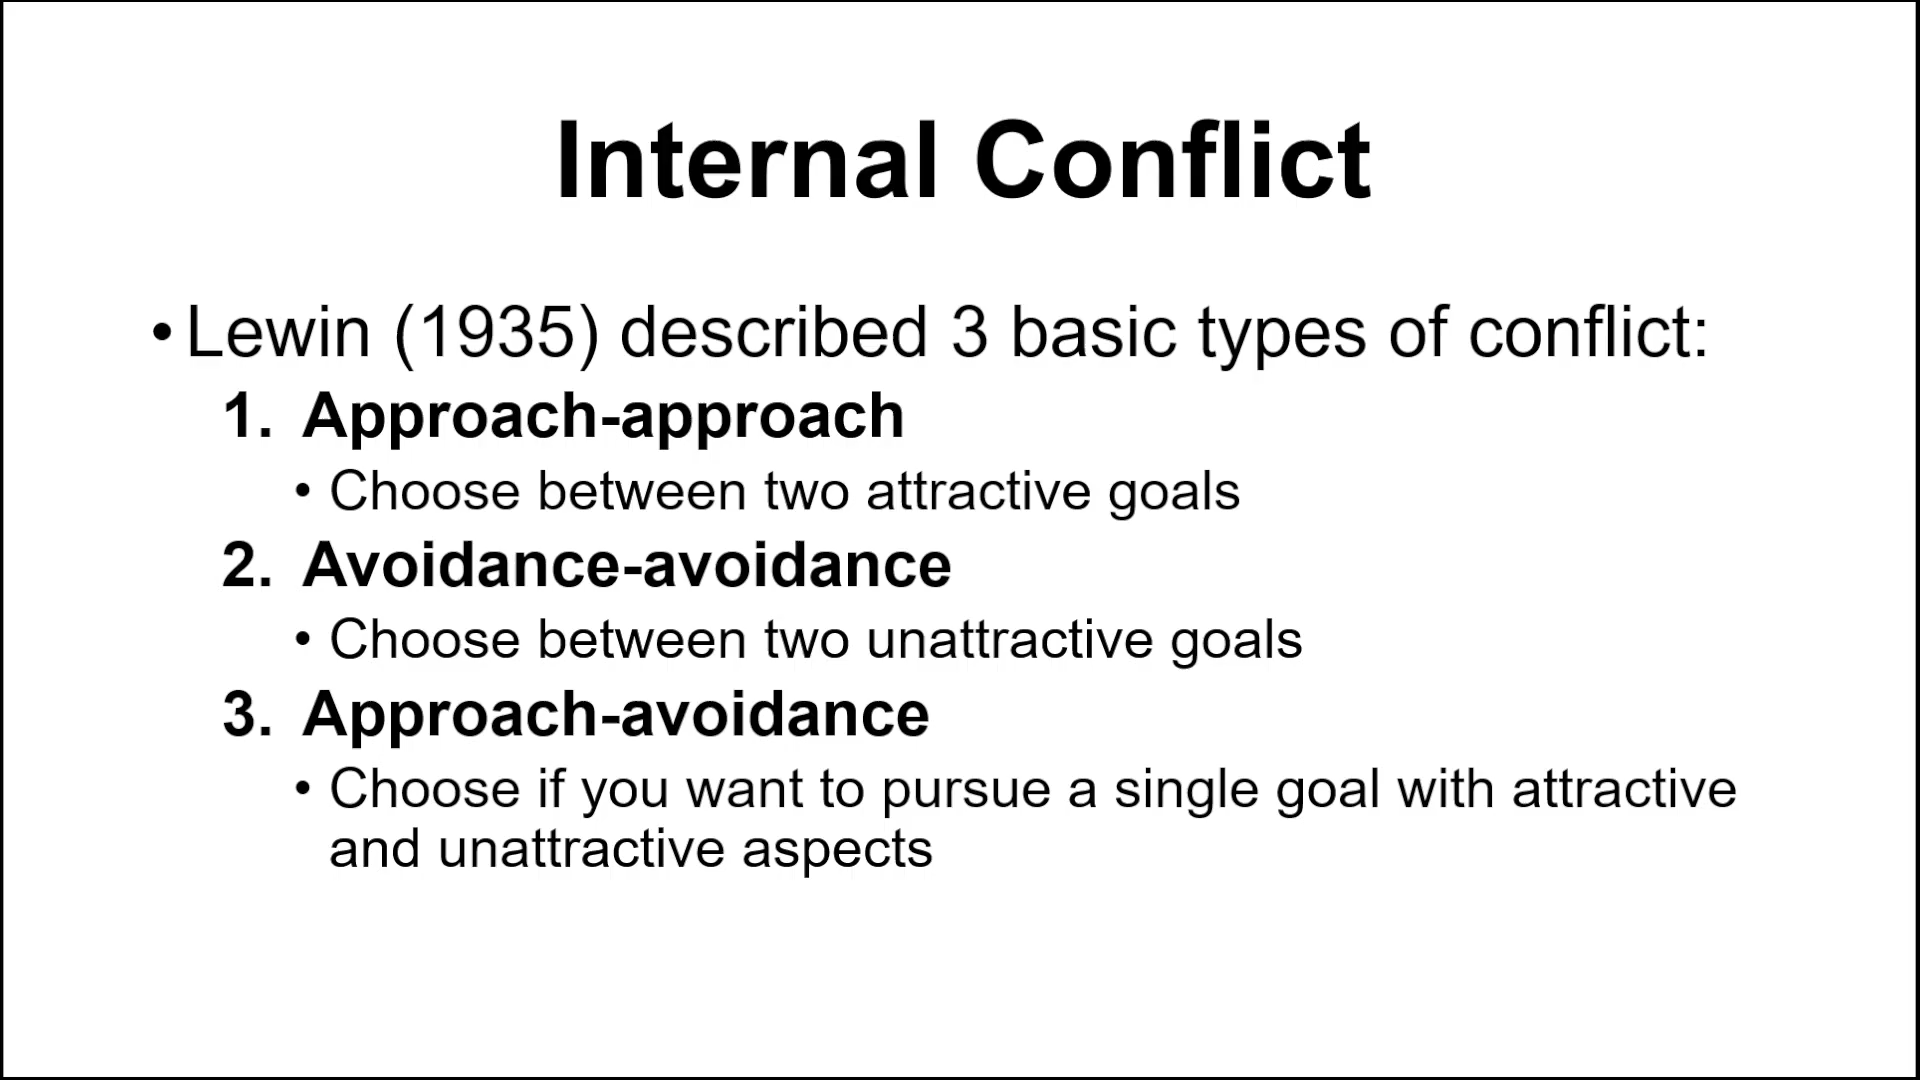 Internal Conflict
• Lewin (1935) described 3 basic types of conflict:
1. Approach-approach
• Choose between two attractive goals
2. Avoidance-avoidance
• Choose between two unattractive goals
3. Approach-avoidance
• Choose if you want to pursue a single goal with attractive
and unattractive aspects